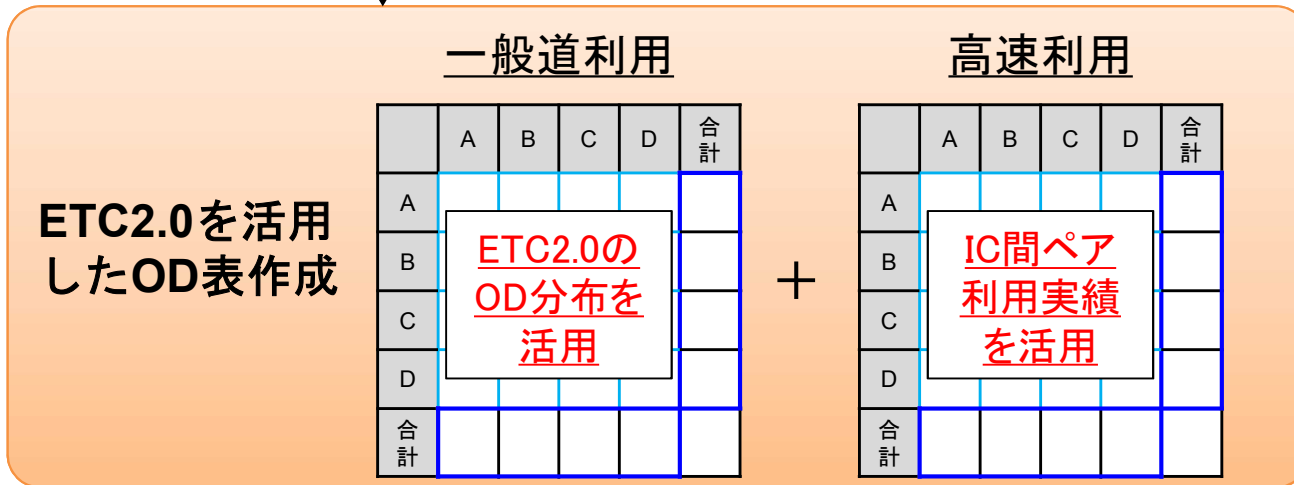 一般道利用
高速利用
ETC2.0を活用
したOD表作成
A B C D 合計
A
B
C
D
合計
ETC2.0の
OD分布を
活用
＋
A B C D 合計
A
B
C
D
合計
IC間ペア
利用実績
を活用